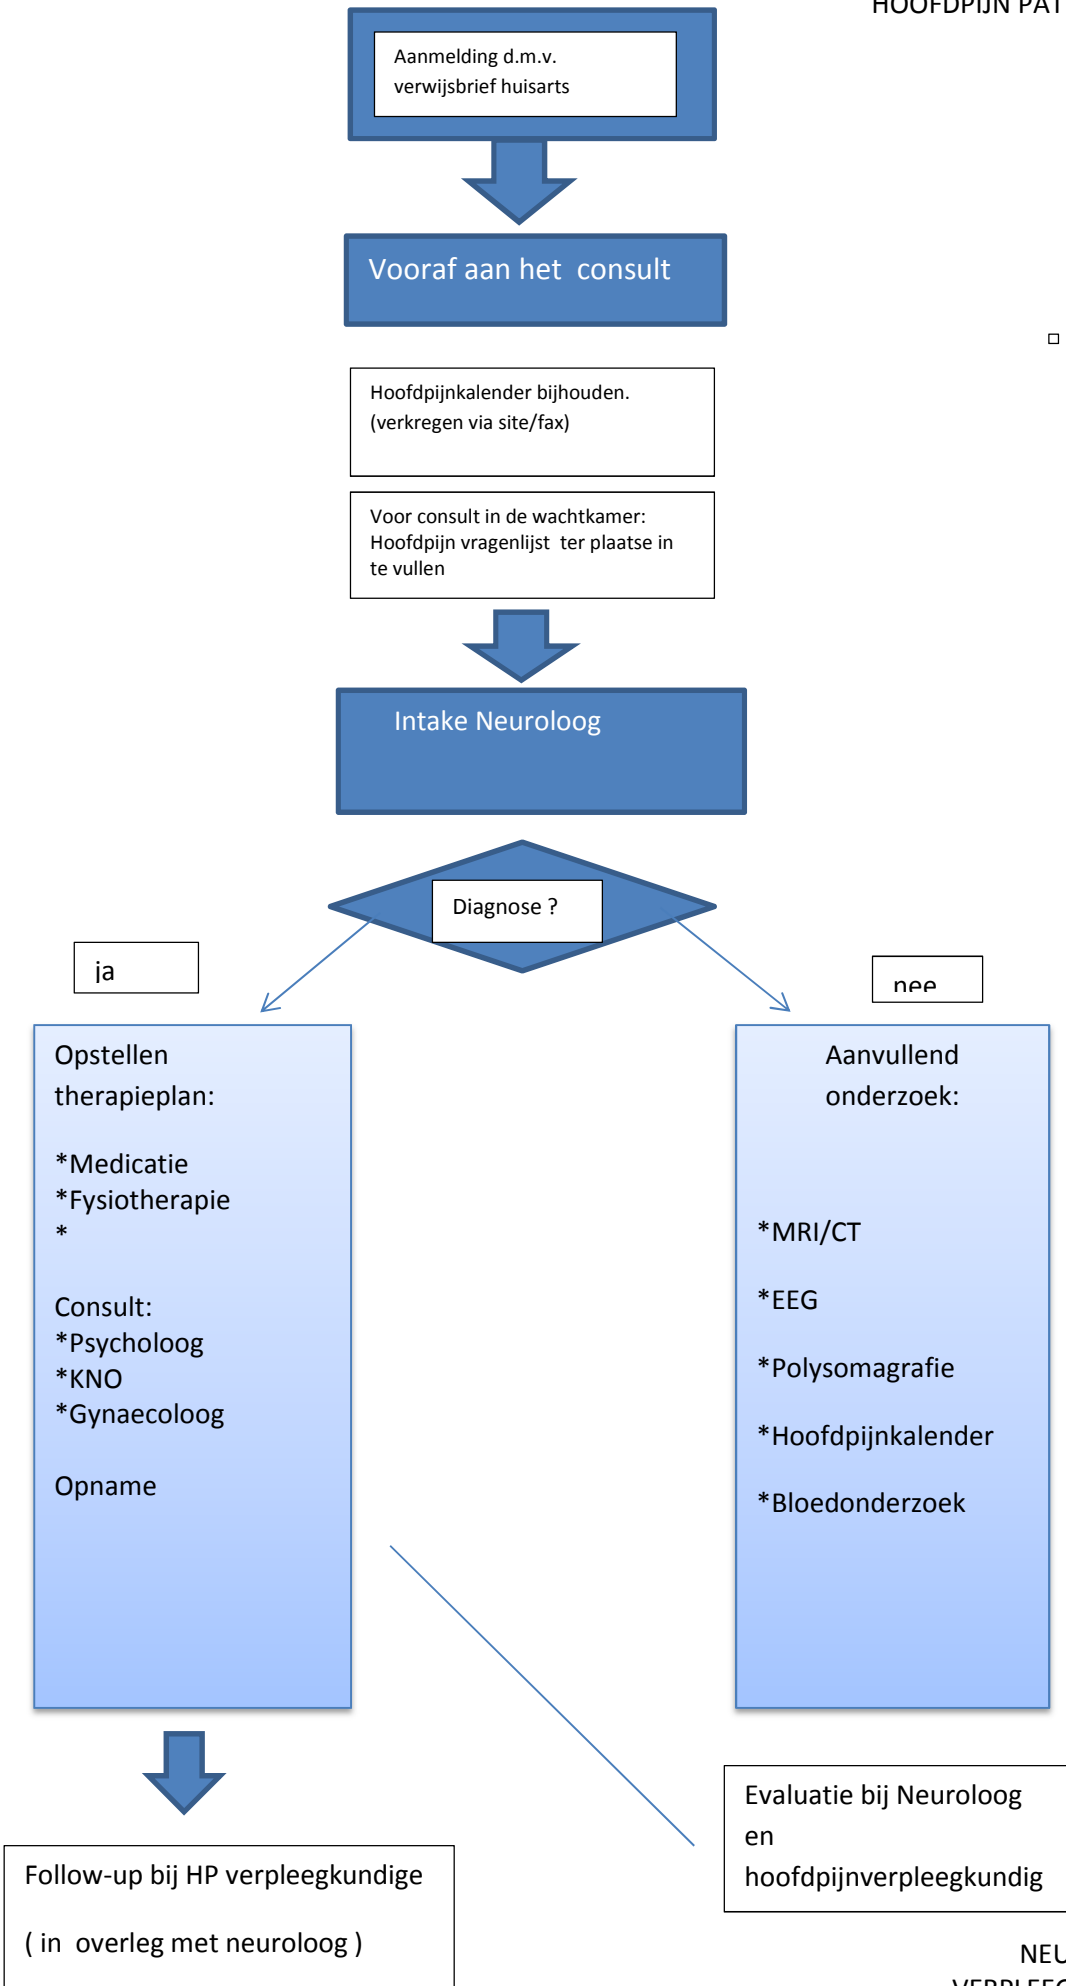 HOOFDPIJN PAT
Aanmelding d.m.v.
verwijsbrief huisarts
Vooraf aan het consult
Hoofdpijnkalender bijhouden.
(verkregen via site/fax)
Voor consult in de wachtkamer:
Hoofdpijn vragenlijst ter plaatse in
te vullen
Intake Neuroloog
Diagnose ?
ja
nee
Opstellen
therapieplan:
*Medicatie
*Fysiotherapie
*
Consult:
*Psycholoog
*KNO
*Gynaecoloog
Opname
Aanvullend
onderzoek:
*MRI/CT
*EEG
*Polysomagrafie
*Hoofdpijnkalender
*Bloedonderzoek
Evaluatie bij Neuroloog
en
hoofdpijnverpleegkundig
Follow-up bij HP verpleegkundige
( in overleg met neuroloog )
NEU
VERPLEEG